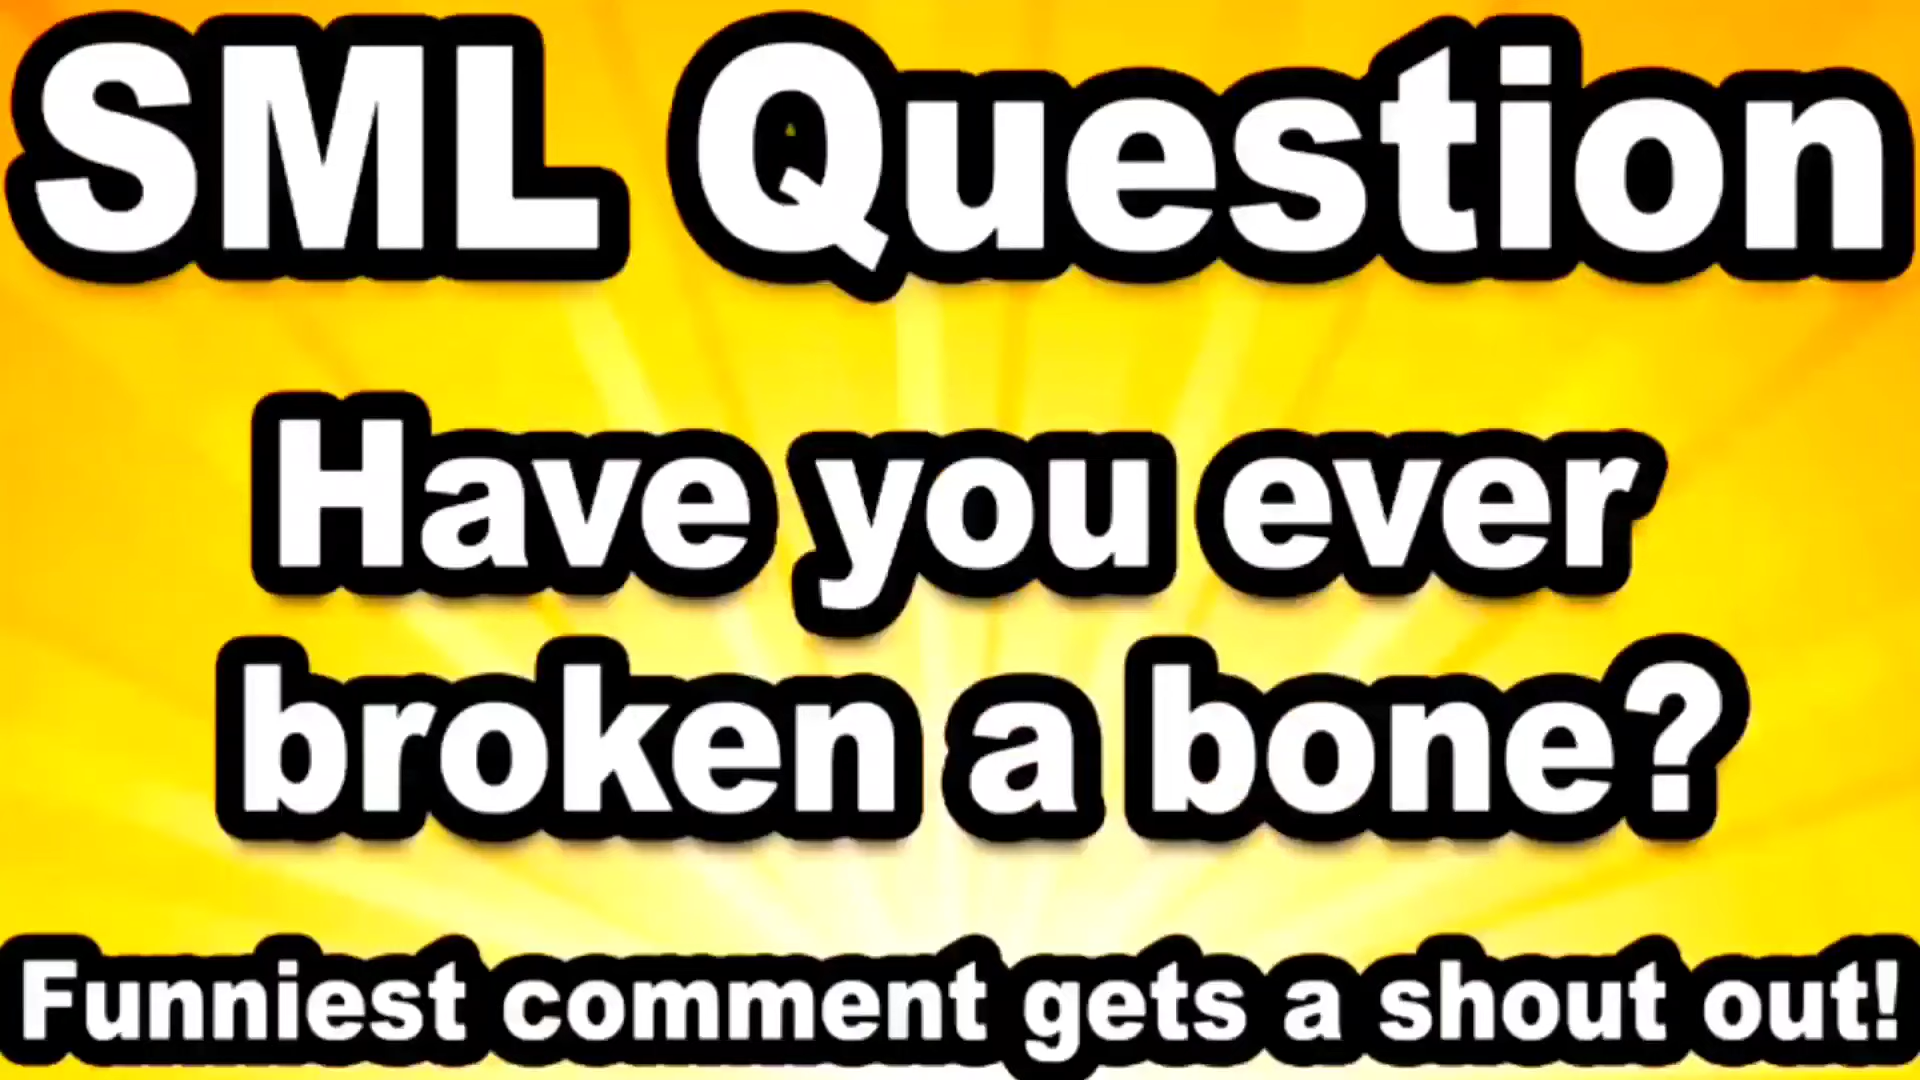 SML Question
Have you ever
broken a bone?
Funniest comment gets a shout out!